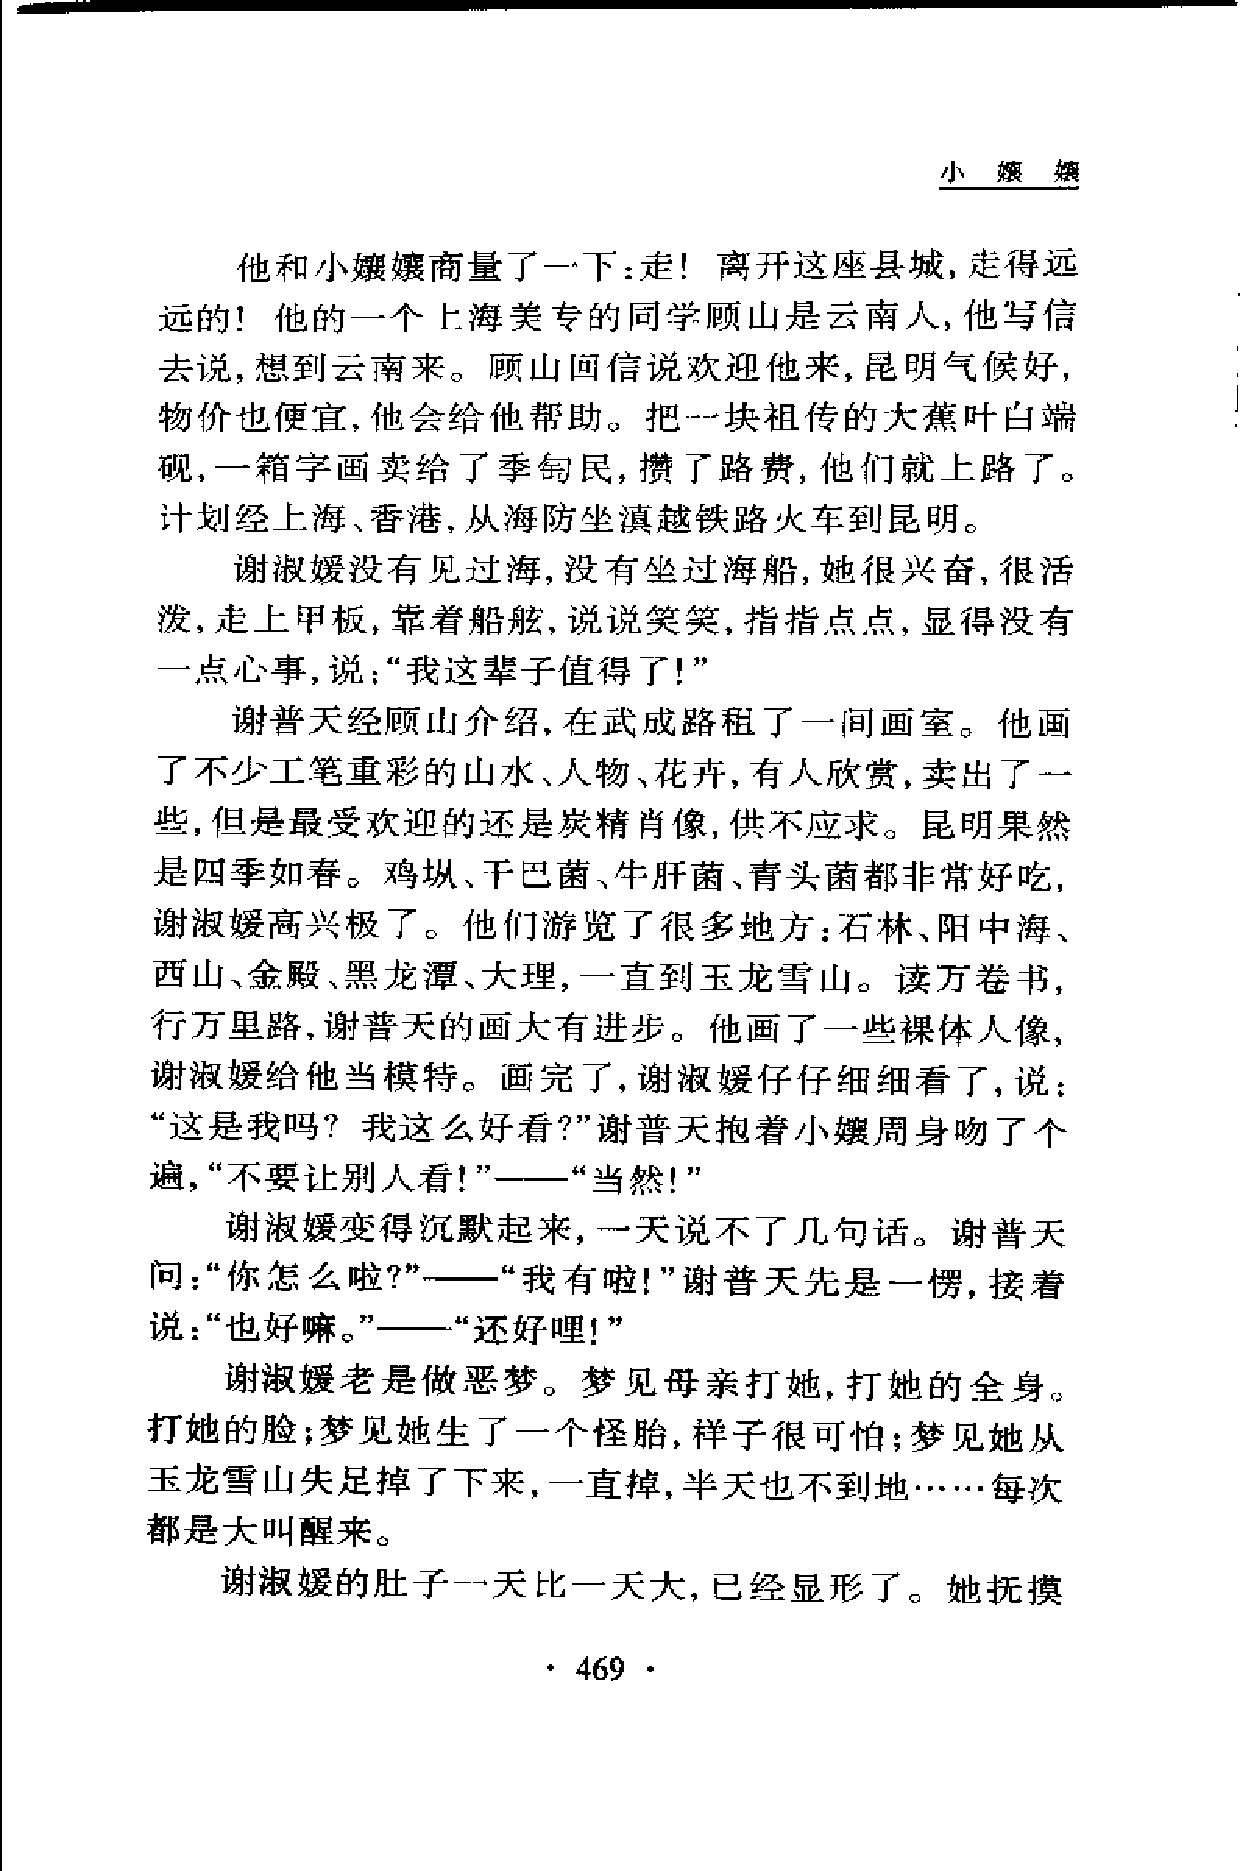 小孃孃
他和小孃孃商量了一下:走! 离开这座县城,走得远
远的! 他的一个上海美专的同学顾山是云南人,他写信
去说,想到云南来。顾山回信说欢迎他来,昆明气候好,
物价也便宜,他会给他帮助。把一块祖传的大蕉叶白端
砚,一箱字画卖给了季匋民,攒了路费,他们就上路了。
计划经上海、香港,从海防坐滇越铁路火车到昆明。
谢淑媛没有见过海,没有坐过海船,她很兴奋,很活
泼,走上甲板,靠着船舷,说说笑笑,指指点点,显得没有
一点心事,说:“我这辈子值得了!”
谢普天经顾山介绍,在武成路租了一间画室。他画
了不少工笔重彩的山水、人物、花卉,有人欣赏,卖出了一
些,但是最受欢迎的还是炭精肖像,供不应求。昆明果然
是四季如春。鸡㙡、干巴菌、牛肝菌、青头菌都非常好吃,
谢淑媛高兴极了。他们游览了很多地方:石林、阳中海、
西山、金殿、黑龙潭、大理,一直到玉龙雪山。读万卷书,
行万里路,谢普天的画大有进步。他画了一些裸体人像,
谢淑媛给他当模特。画完了,谢淑媛仔仔细细看了,说:
“这是我吗? 我这么好看?”谢普天抱着小孃周身吻了个
遍,“不要让别人看!”——“当然!”
谢淑媛变得沉默起来,一天说不了几句话。谢普天
问:“你怎么啦?”——“我有啦!”谢普天先是一愣,接着
说:“也好嘛。”——“还好哩!”
谢淑媛老是做恶梦。梦见母亲打她,打她的全身。
打她的脸;梦见她生了一个怪胎,样子很可怕;梦见她从
玉龙雪山失足掉了下来,一直掉,半天也不到地……每次
都是大叫醒来。
谢淑媛的肚子一天比一天大,已经显形了。她抚摸
· 469 ·